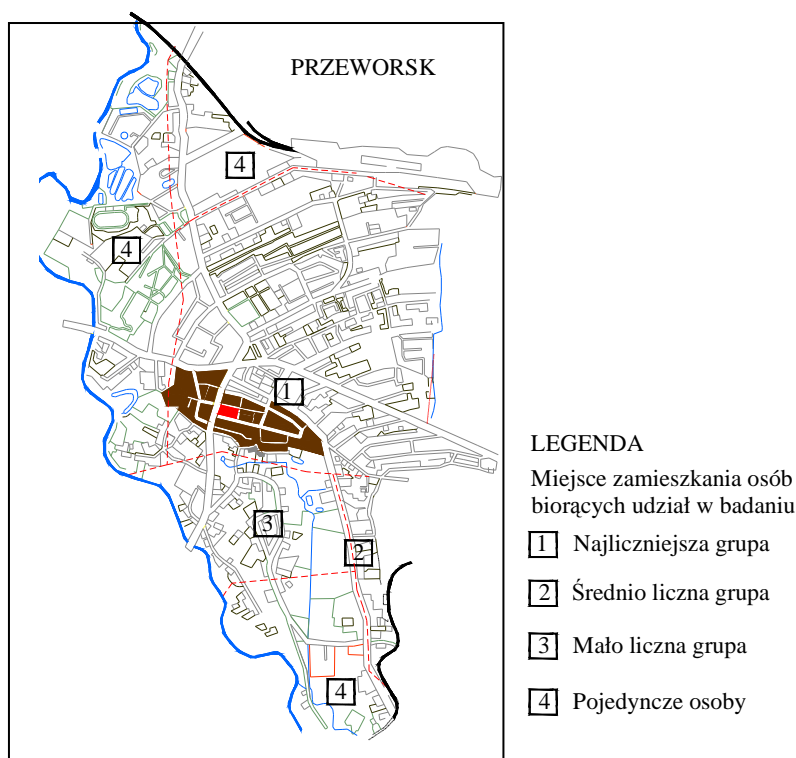 PRZEWORSK
4
4
1
3
2
4
LEGENDA
Miejsce zamieszkania osób
biorących udział w badaniu
1 Najliczniejsza grupa
2 Średnio liczna grupa
3 Mało liczna grupa
4 Pojedyncze osoby